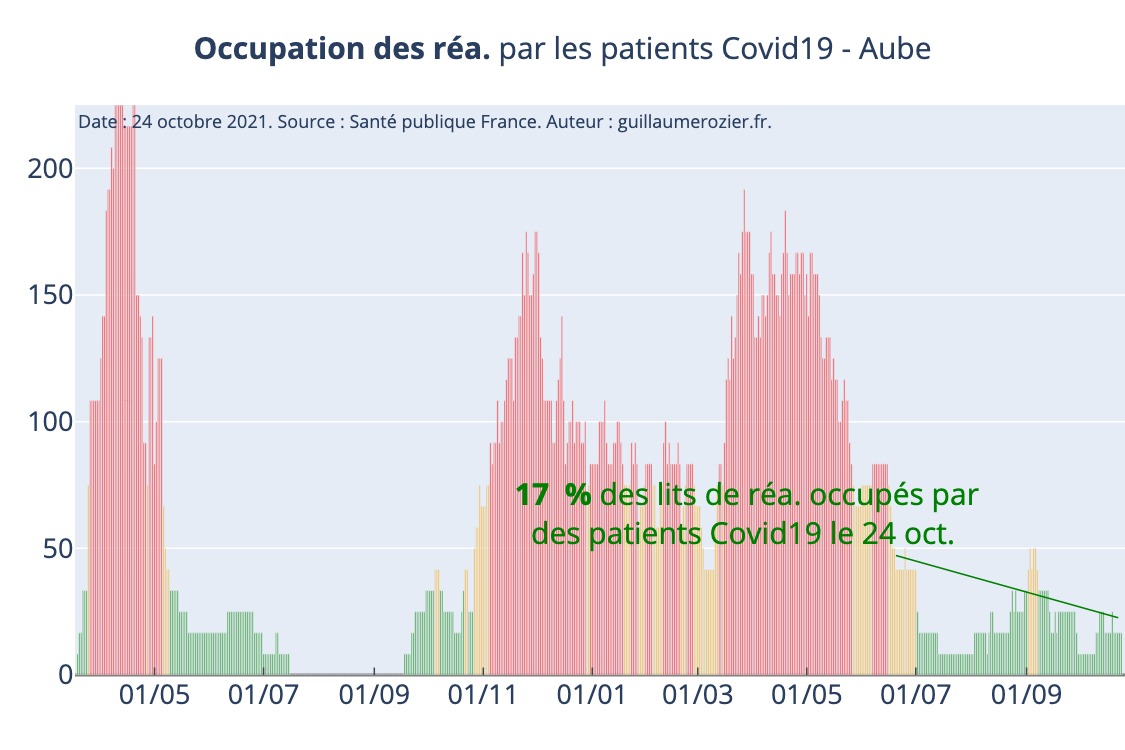 Occupation des réa. par les patients Covid19 - Aube
Date : 24 octobre 2021. Source : Santé publique France. Auteur : guillaumerozier.fr.
200
150
100
50
0
17 % des lits de réa. occupés par
des patients Covid19 le 24 oct.
01/05 01/07 01/09 01/11 01/01 01/03 01/05 01/07 01/09